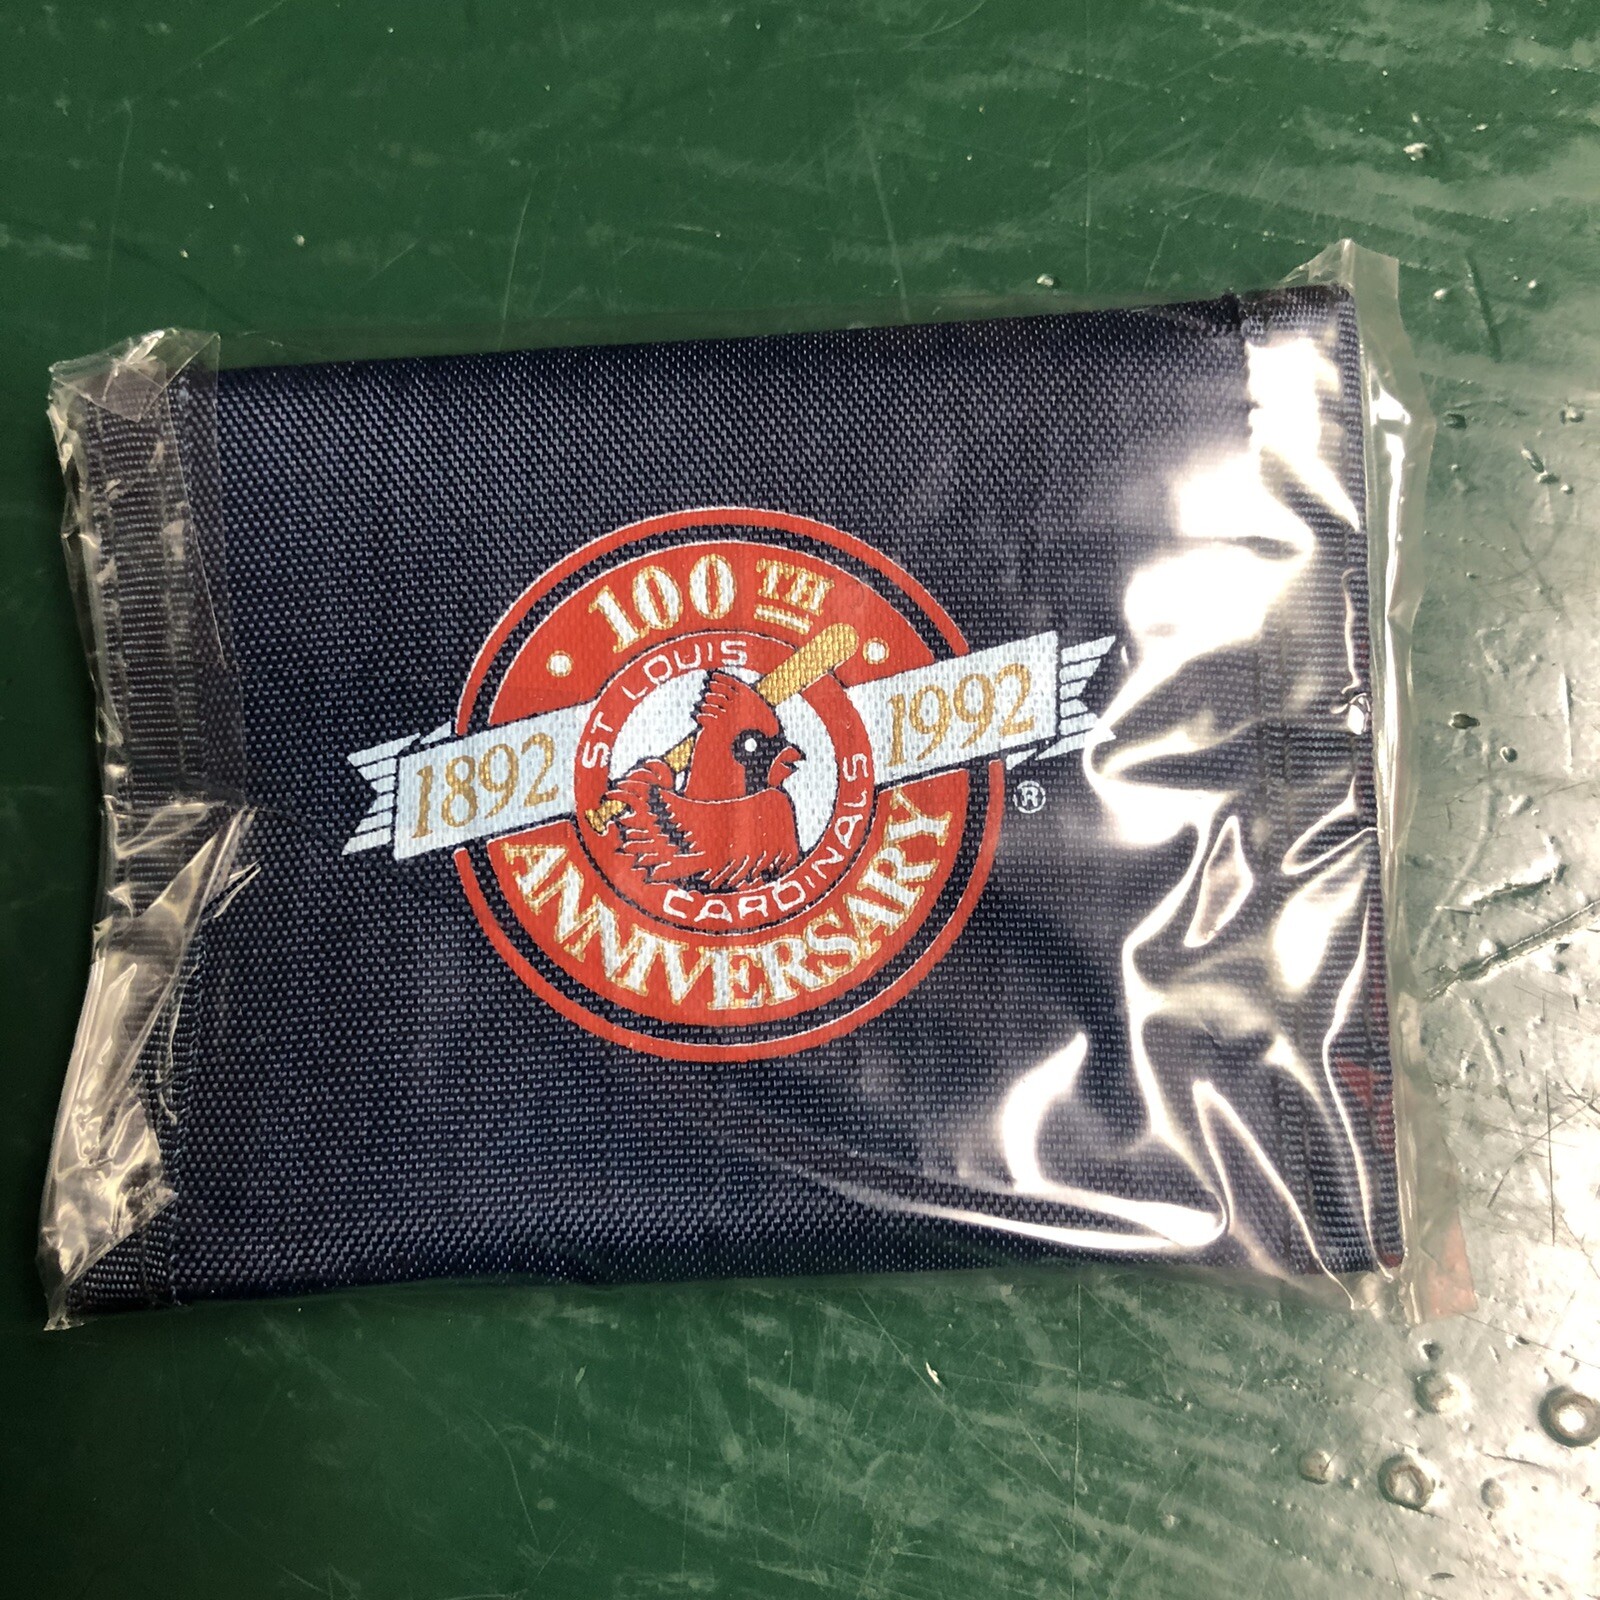 100TH
ST LOUIS
1892
1992
CARDINALS
ANNIVERSARY
®